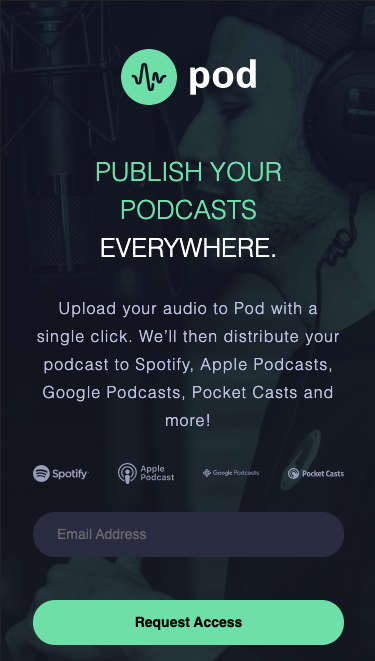 pod
PUBLISH YOUR
PODCASTS
EVERYWHERE.
Upload your audio to Pod with a
single click. We’ll then distribute your
podcast to Spotify, Apple Podcasts,
Google Podcasts, Pocket Casts and
more!
Spotify Apple Podcast Google Podcasts Pocket Casts
Email Address
Request Access